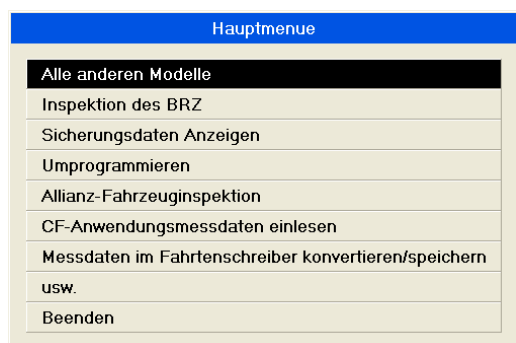 Hauptmenue
Alle anderen Modelle
Inspektion des BRZ
Sicherungsdaten Anzeigen
Umprogrammieren
Allianz-Fahrzeuginspektion
CF-Anwendungsmessdaten einlesen
Messdaten im Fahrtenschreiber konvertieren/speichern
usw.
Beenden